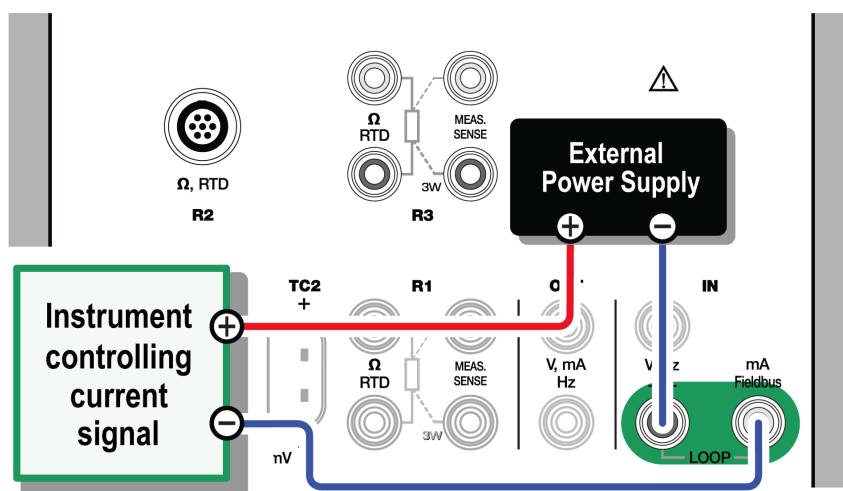 Ω
RTD
MEAS.
SENSE
3W
Ω, RTD
R2
R3
External
Power Supply
+
−
TC2
+
R1
IN
Instrument
controlling
current
signal
+
−
Ω
RTD
MEAS.
SENSE
3W
V, mA
Hz
mA
Fieldbus
LOOP
nV